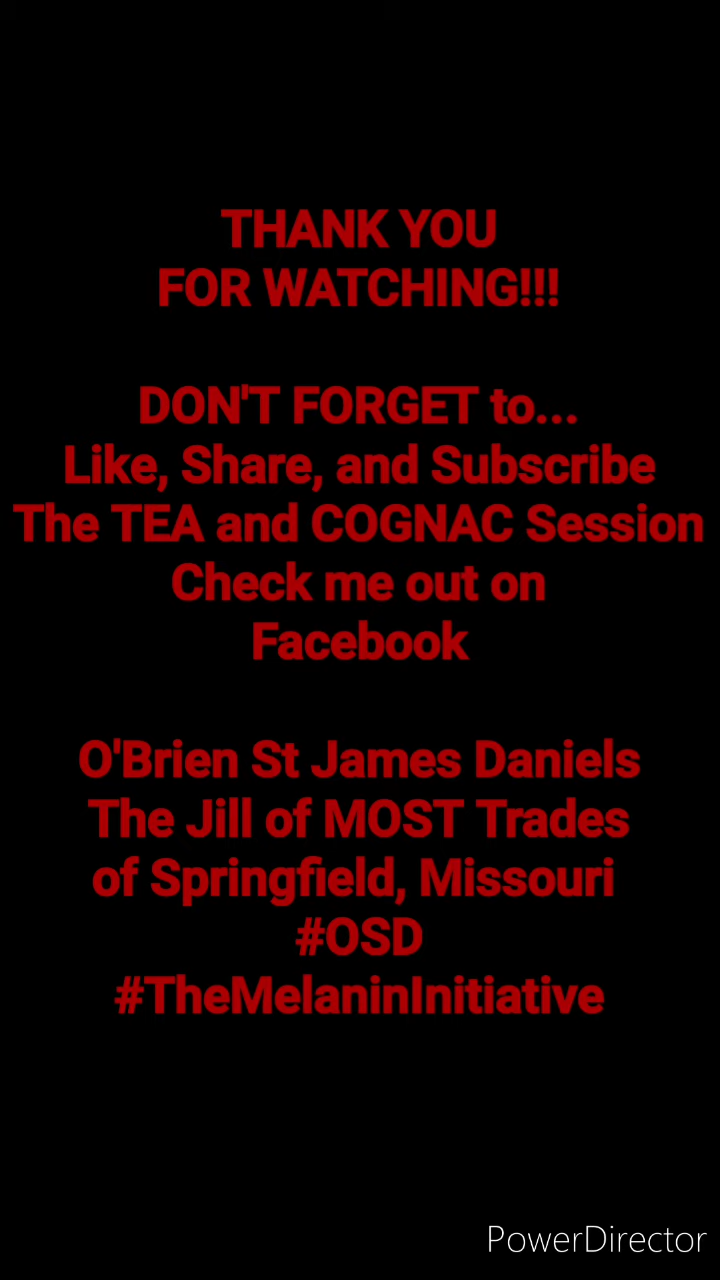 THANK YOU
FOR WATCHING!!!
DON'T FORGET to...
Like, Share, and Subscribe
The TEA and COGNAC Session
Check me out on
Facebook
O'Brien St James Daniels
The Jill of MOST Trades
of Springfield, Missouri
#OSD
#TheMelaninInitiative
PowerDirector